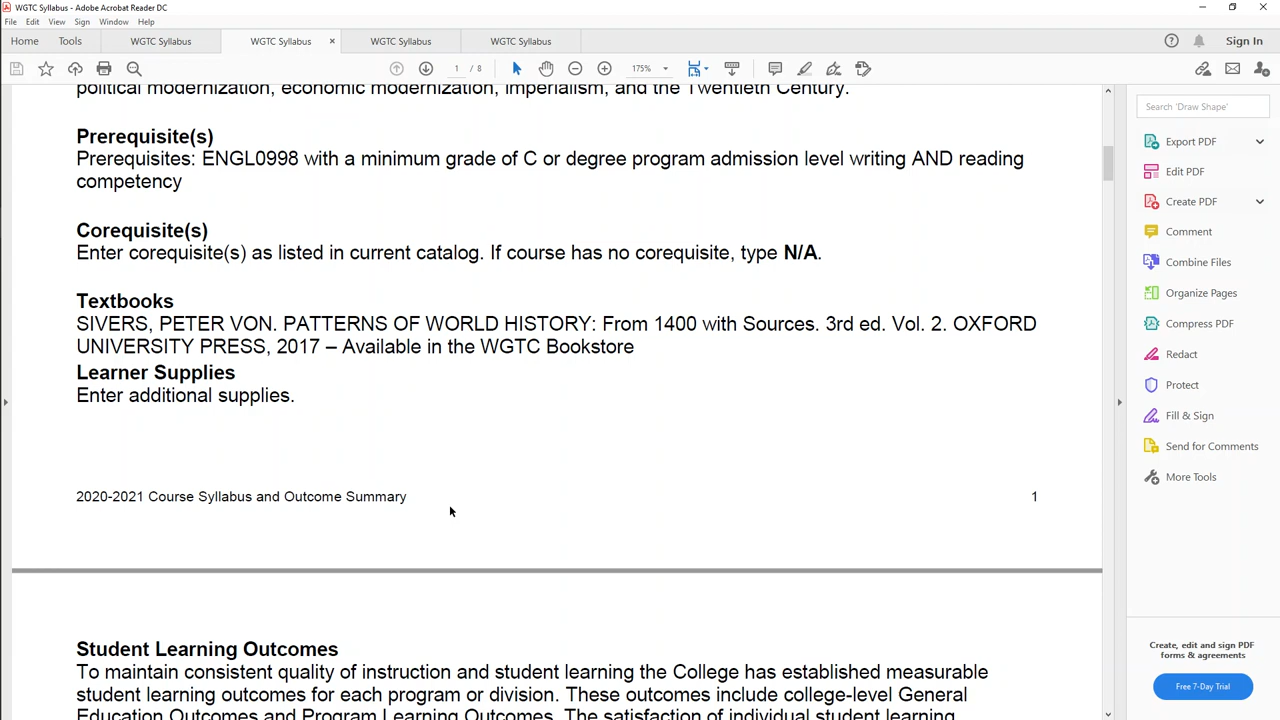 WGTC Syllabus - Adobe Acrobat Reader DC
File Edit View Sign Window Help
Home Tools WGTC Syllabus WGTC Syllabus × WGTC Syllabus WGTC Syllabus Sign In
1 / 8 175%
political modernization, economic modernization, imperialism, and the Twentieth Century.
Prerequisite(s)
Prerequisites: ENGL0998 with a minimum grade of C or degree program admission level writing AND reading
competency
Corequisite(s)
Enter corequisite(s) as listed in current catalog. If course has no corequisite, type N/A.
Textbooks
SIVERS, PETER VON. PATTERNS OF WORLD HISTORY: From 1400 with Sources. 3rd ed. Vol. 2. OXFORD
UNIVERSITY PRESS, 2017 – Available in the WGTC Bookstore
Learner Supplies
Enter additional supplies.
2020-2021 Course Syllabus and Outcome Summary 1
Student Learning Outcomes
To maintain consistent quality of instruction and student learning the College has established measurable
student learning outcomes for each program or division. These outcomes include college-level General
Education Outcomes and Program Learning Outcomes. The satisfaction of individual student learning
Search 'Draw Shape'
Export PDF
Edit PDF
Create PDF
Comment
Combine Files
Organize Pages
Compress PDF
Redact
Protect
Fill & Sign
Send for Comments
More Tools
Create, edit and sign PDF
forms & agreements
Free 7-Day Trial